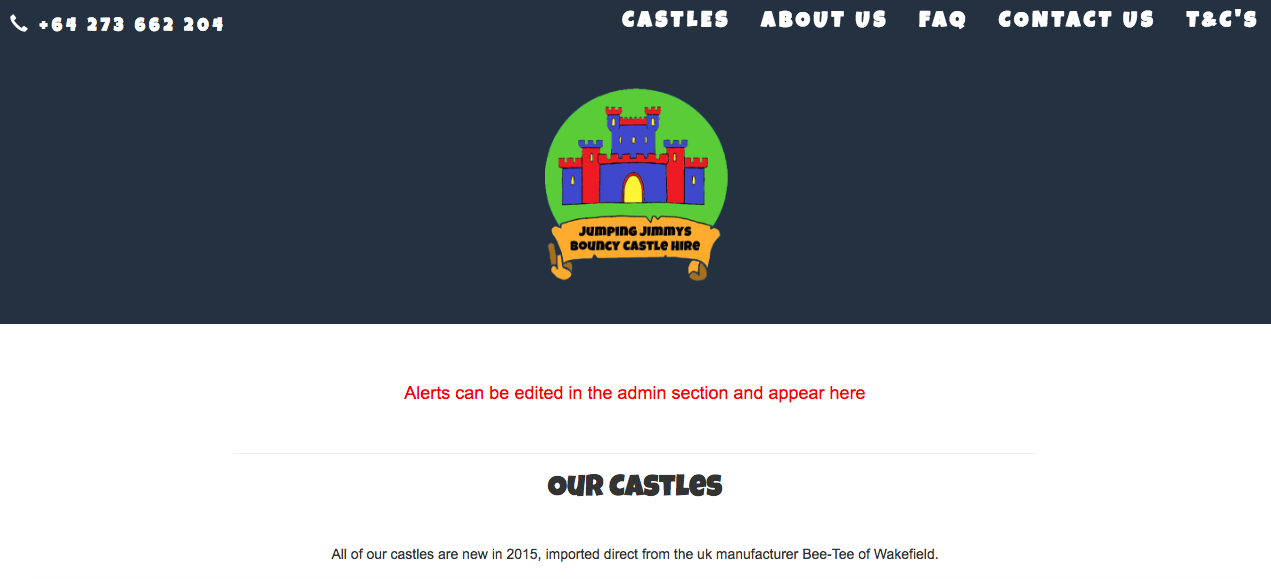 +64 273 662 204
CASTLES ABOUT US FAQ CONTACT US T&C'S
JUMPING JIMMYS
BOUNCY CASTLE HIRE
Alerts can be edited in the admin section and appear here
OUR CASTLES
All of our castles are new in 2015, imported direct from the uk manufacturer Bee-Tee of Wakefield.